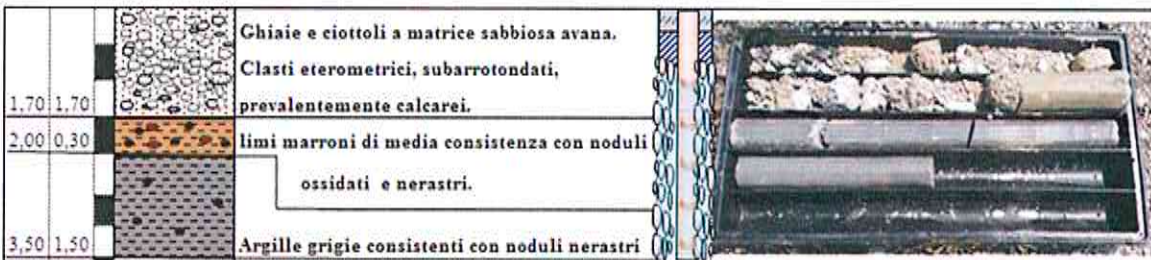 Ghiaie e ciottoli a matrice sabbiosa avana.
Clasti eterometrici, subarrotondati,
1.70 1.70 prevalentemente calcarei.
2,00 0,30 limi marroni di media consistenza con noduli
ossidati e nerastri.
3,50 1,50 Argille grigie consistenti con noduli nerastri